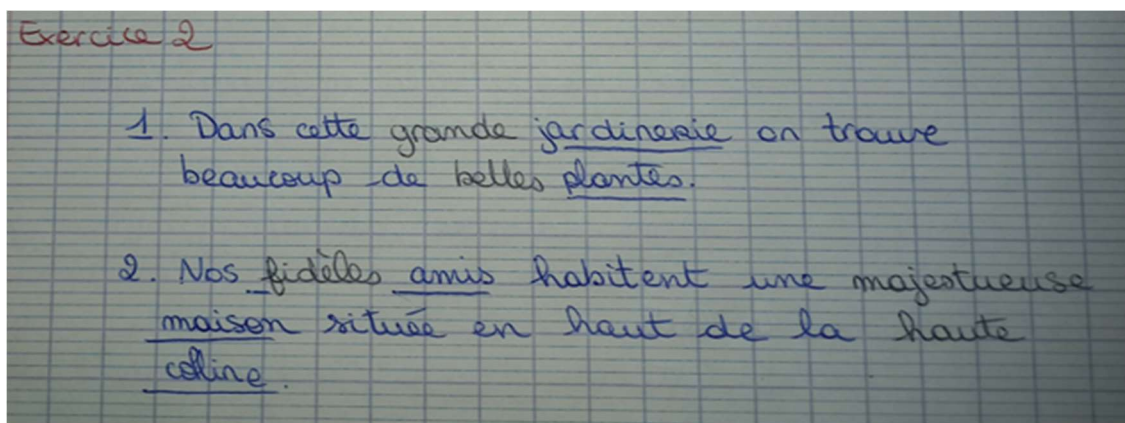 Exercice 2
1. Dans cette grande jardinerie on trouve
beaucoup de belles plantes.
2. Nos fidèles amis habitent une majestueuse
maison située en haut de la haute
colline.